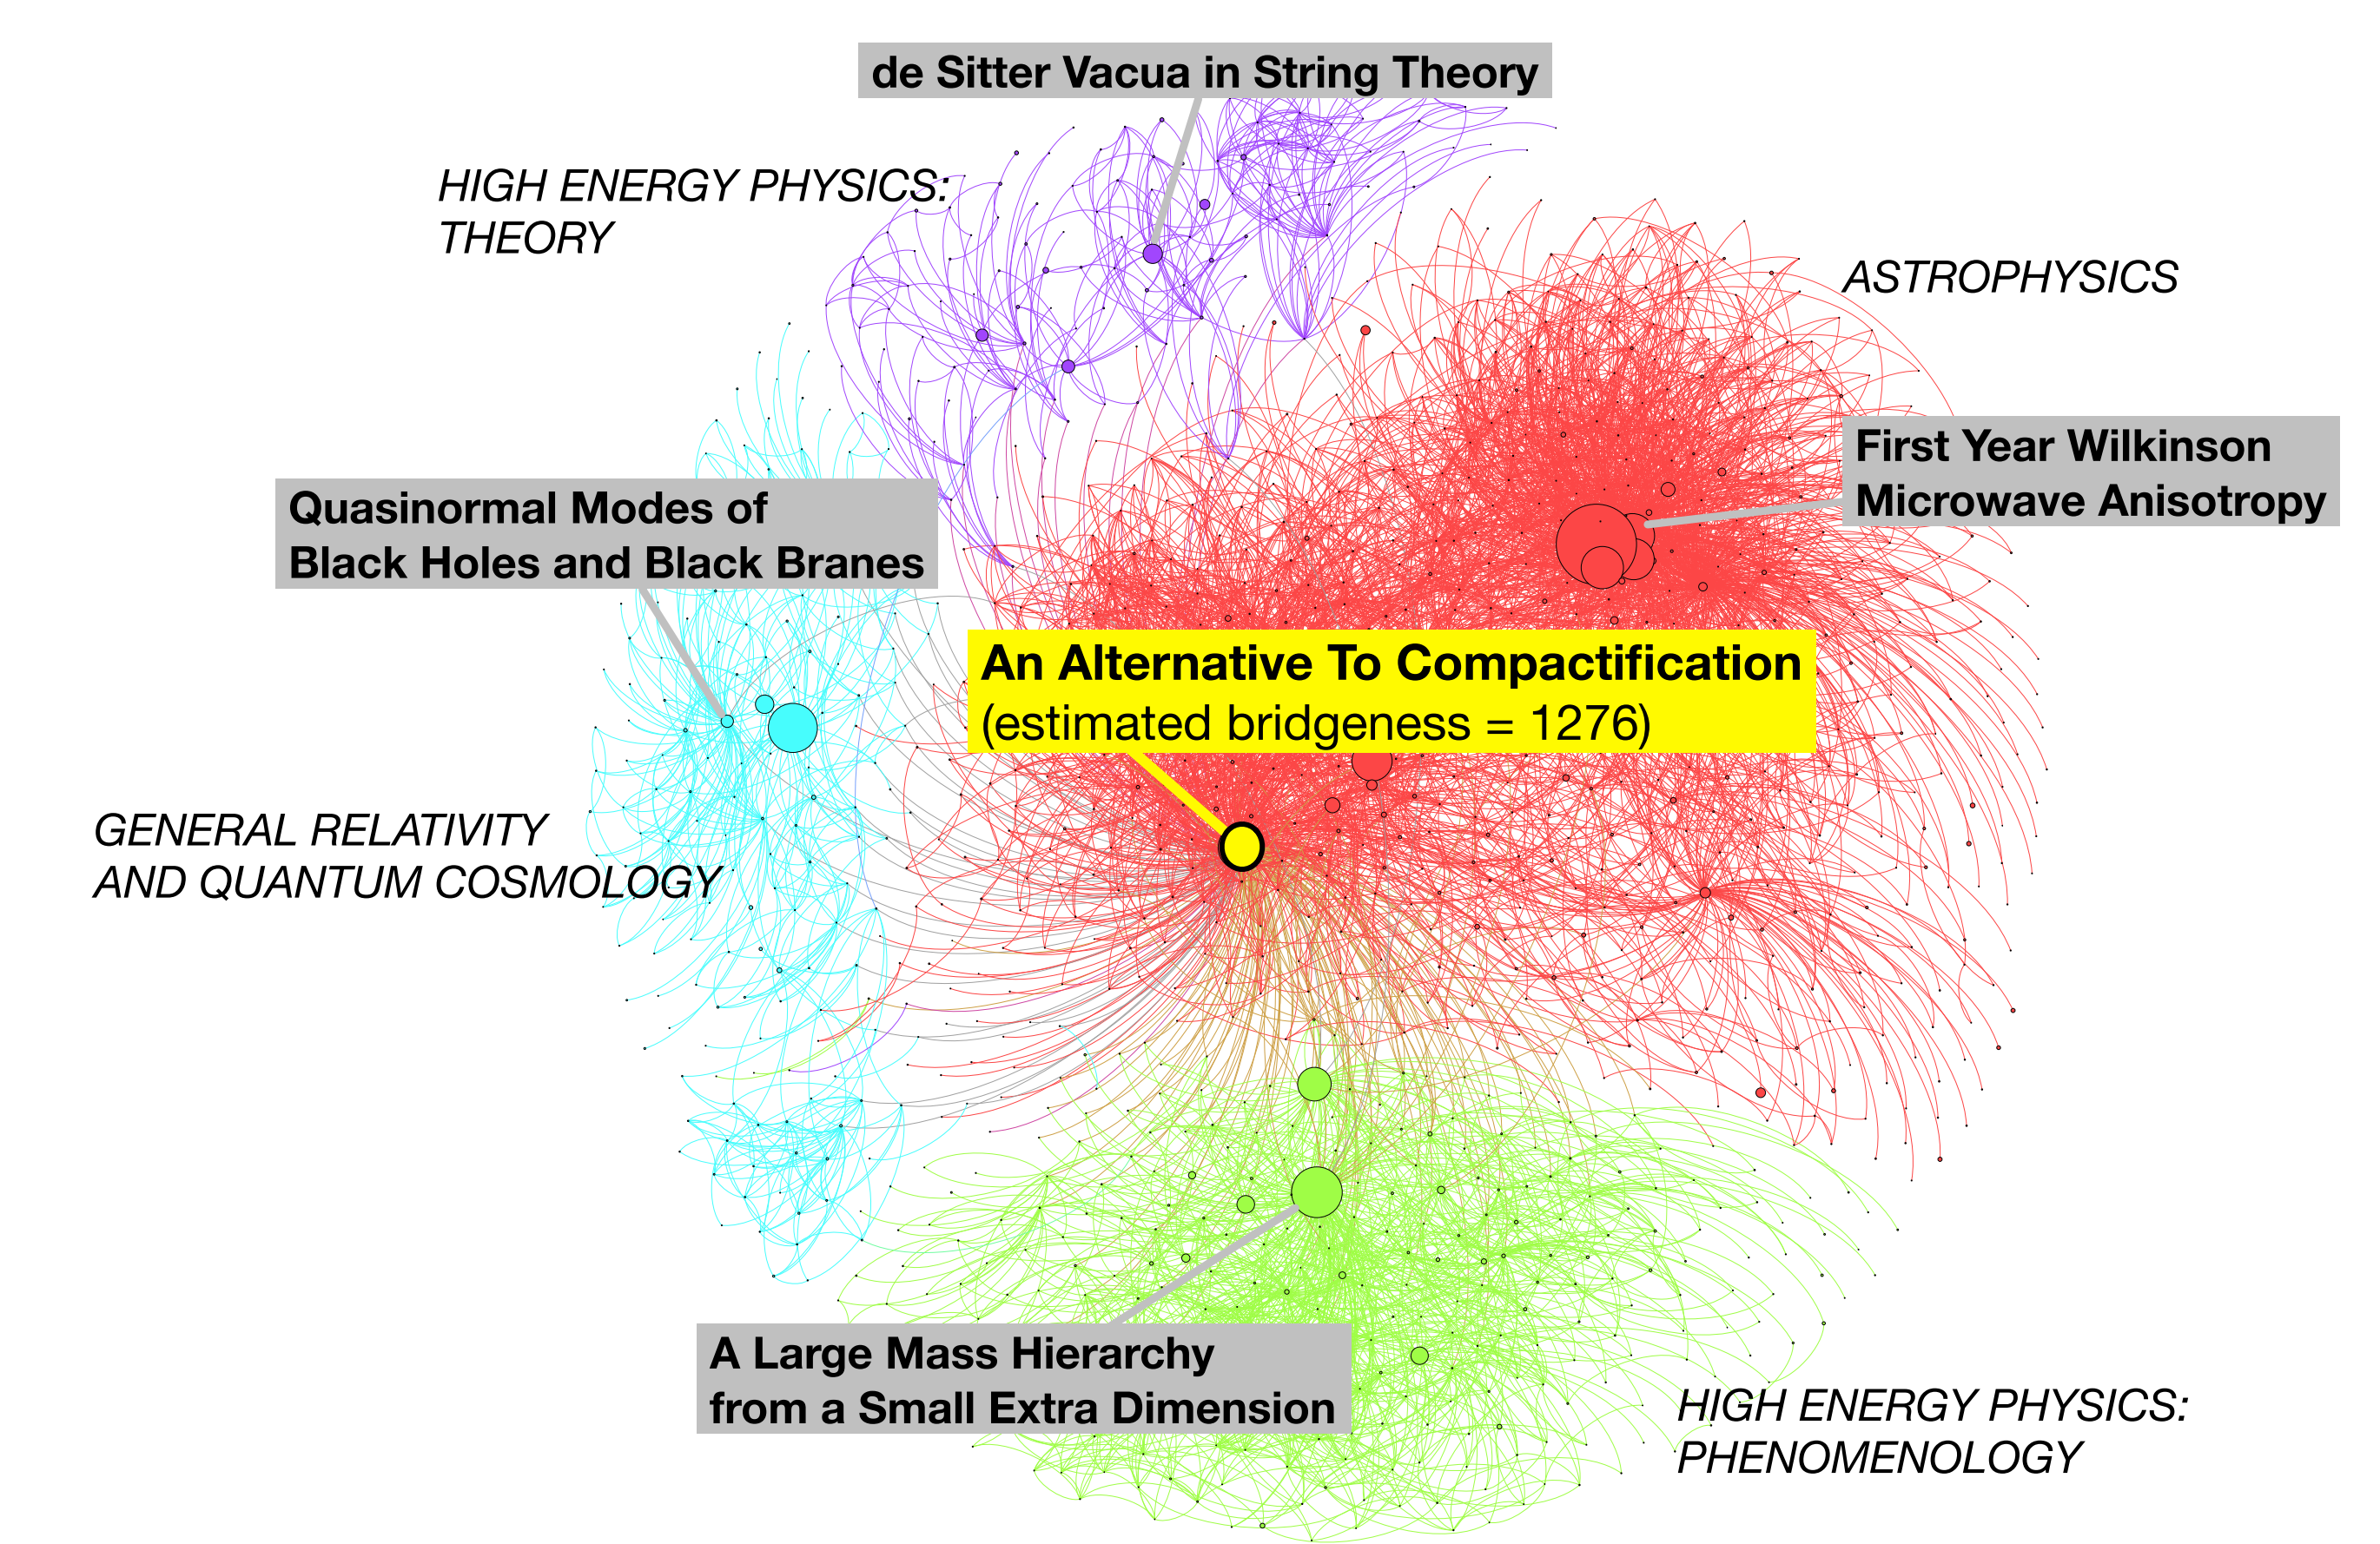 de Sitter Vacua in String Theory
HIGH ENERGY PHYSICS:
THEORY
ASTROPHYSICS
First Year Wilkinson
Microwave Anisotropy
Quasinormal Modes of
Black Holes and Black Branes
An Alternative To Compactification
(estimated bridgeness = 1276)
GENERAL RELATIVITY
AND QUANTUM COSMOLOGY
A Large Mass Hierarchy
from a Small Extra Dimension
HIGH ENERGY PHYSICS:
PHENOMENOLOGY